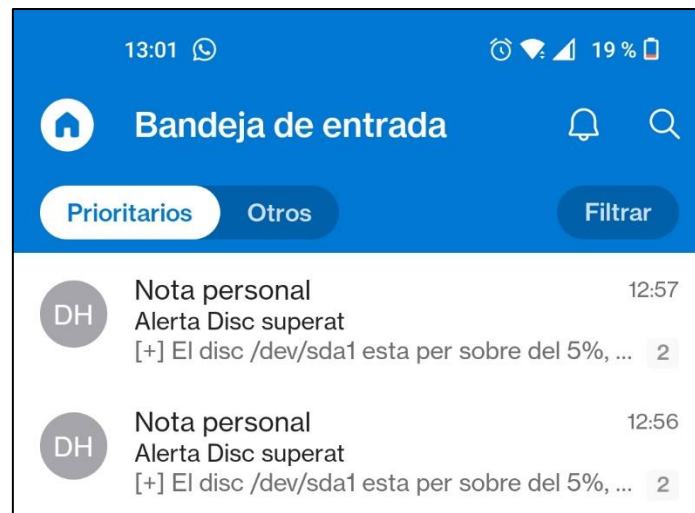 13:01 19 %
Bandeja de entrada
Prioritarios Otros Filtrar
Nota personal 12:57
DH
Alerta Disc superat
[+] El disc /dev/sda1 esta per sobre del 5%, ... 2
Nota personal 12:56
DH
Alerta Disc superat
[+] El disc /dev/sda1 esta per sobre del 5%, ... 2